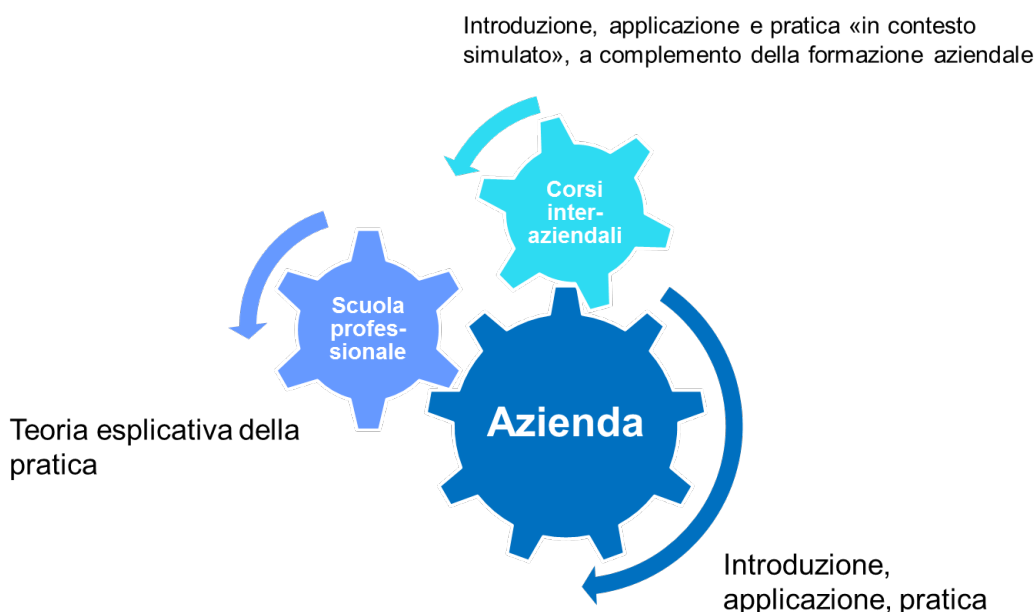 Introduzione, applicazione e pratica «in contesto
simulato», a complemento della formazione aziendale
Corsi
inter-
aziendali
Scuola
profes-
sionale
Azienda
Teoria esplicativa della
pratica
Introduzione,
applicazione, pratica